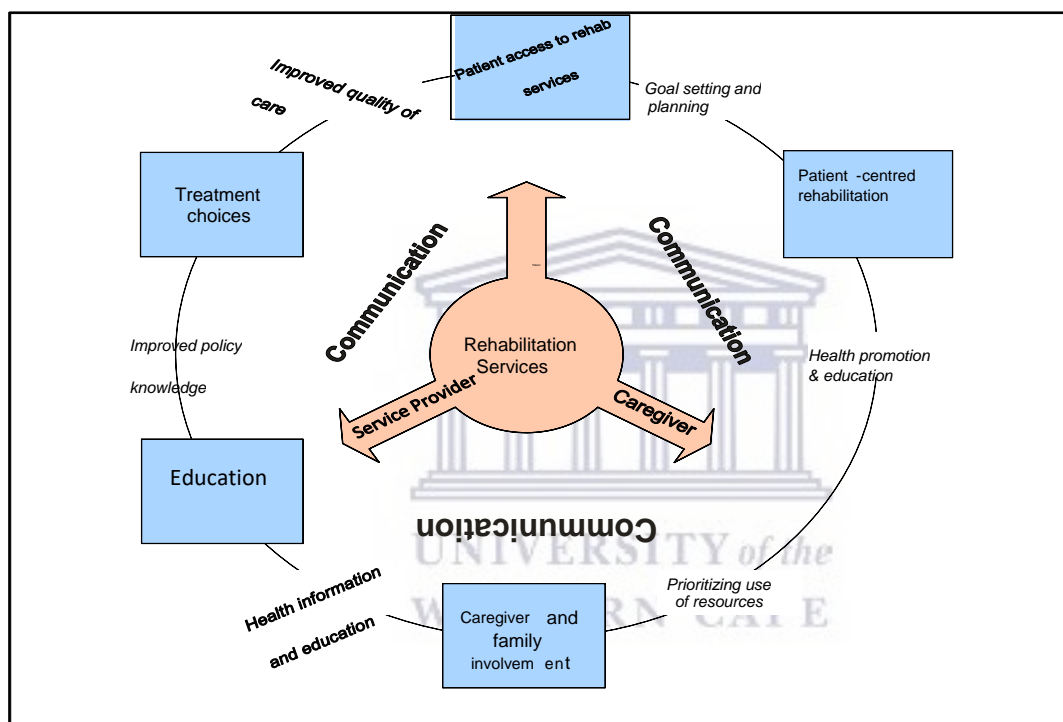 Patient access to rehab
services
Improved quality of
care
Goal setting and
planning
Treatment
choices
Patient -centred
rehabilitation
Communication
Communication
Rehabilitation
Services
Improved policy
knowledge
Health promotion
& education
Service Provider
Caregiver
Education
Communication
UNIVERSITY of the
Health information
and education
Prioritizing use
of resources
Caregiver and
family
involvem ent